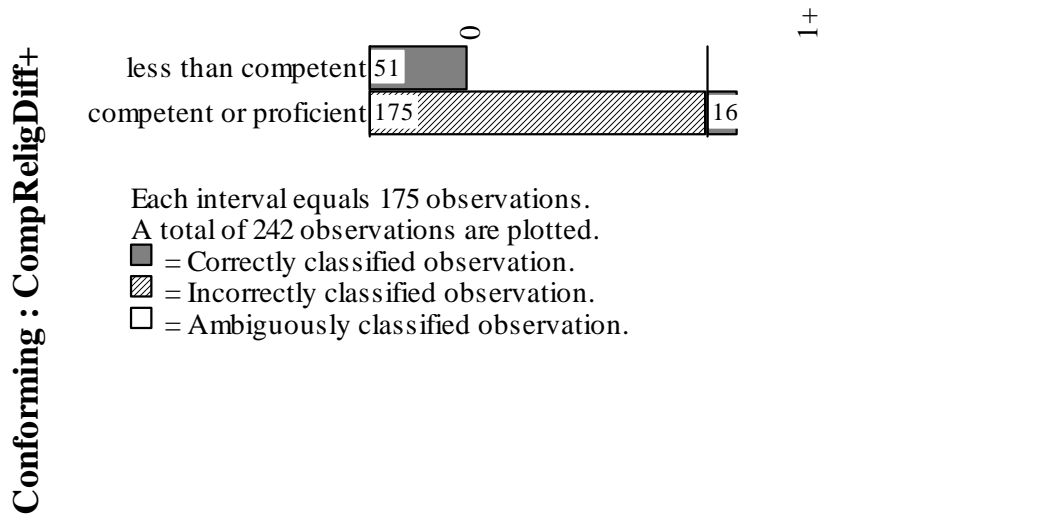 0
1+
less than competent 51
competent or proficient 175 16
Conforming : CompReligDiff+
Each interval equals 175 observations.
A total of 242 observations are plotted.
= Correctly classified observation.
= Incorrectly classified observation.
= Ambiguously classified observation.